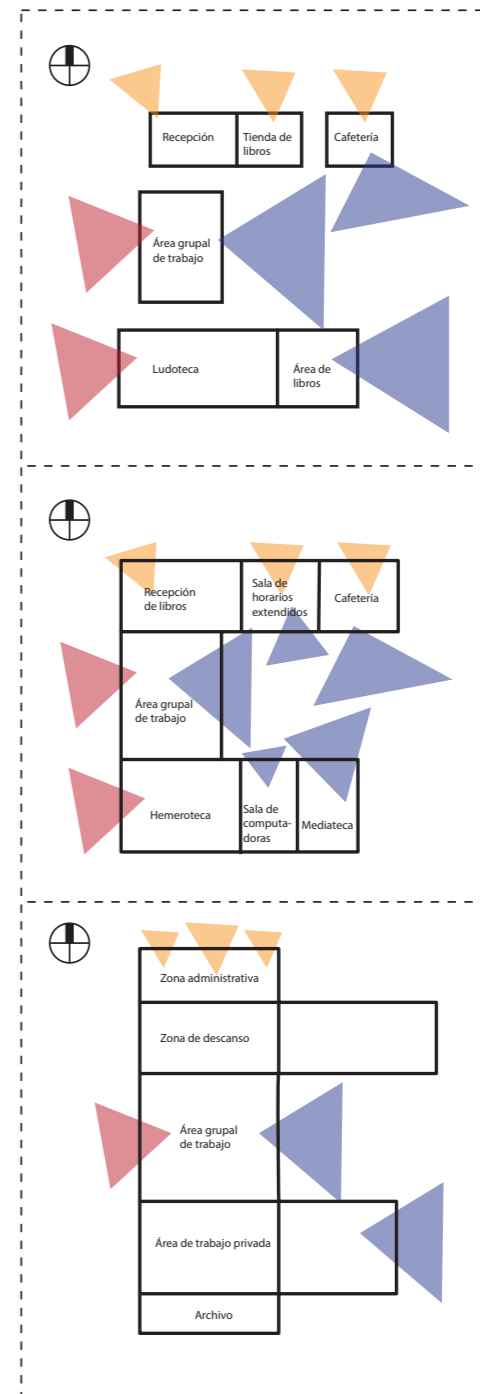 Recepción
Tienda de
libros
Cafetería
Área grupal
de trabajo
Ludoteca
Área de
libros
Recepción
de libros
Sala de
horarios
extendidos
Cafetería
Área grupal
de trabajo
Hemeroteca
Sala de
computa-
doras
Mediateca
Zona administrativa
Zona de descanso
Área grupal
de trabajo
Área de trabajo privada
Archivo